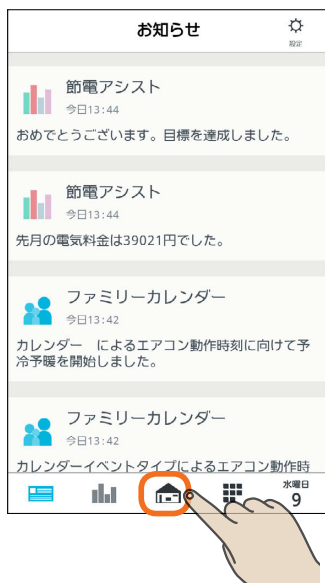 お知らせ
設定
節電アシスト
今日13:44
おめでとうございます。目標を達成しました。
節電アシスト
今日13:44
先月の電気料金は39021円でした。
ファミリーカレンダー
今日13:42
カレンダー　によるエアコン動作時刻に向けて予
冷予暖を開始しました。
ファミリーカレンダー
今日13:42
カレンダーイベントタイプによるエアコン動作時
水曜日
9